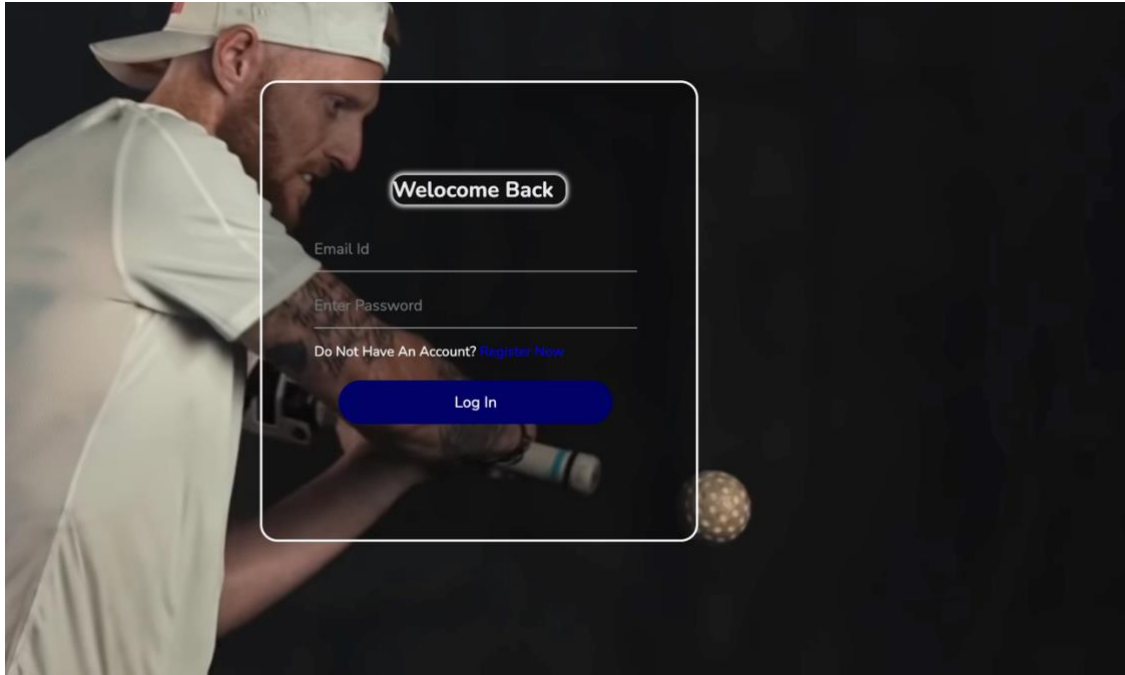 Welocome Back
Email Id
Enter Password
Do Not Have An Account? Register Now
Log In